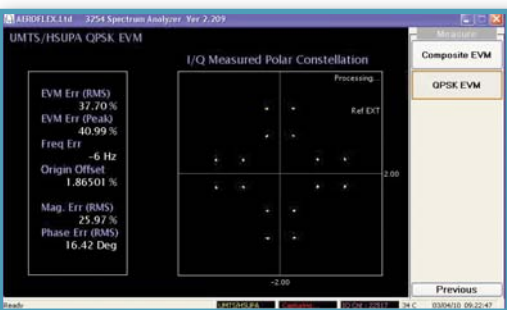 AEROFLEX.Ltd 3254 Spectrum Analyzer Ver 2.209
UMTS/HSUPA QPSK EVM
I/Q Measured Polar Constellation
Processing...
Ref EXT
EVM Err (RMS)
37.70 %
EVM Err (Peak)
40.99 %
Freq Err
-6 Hz
Origin Offset
1.86501 %
Mag. Err (RMS)
25.97 %
Phase Err (RMS)
16.42 Deg
2.00
-2.00
Measure
Composite EVM
QPSK EVM
Previous
Ready
UMTS/HSUPA
Capturing...
34 C
03/04/10 09:22:47